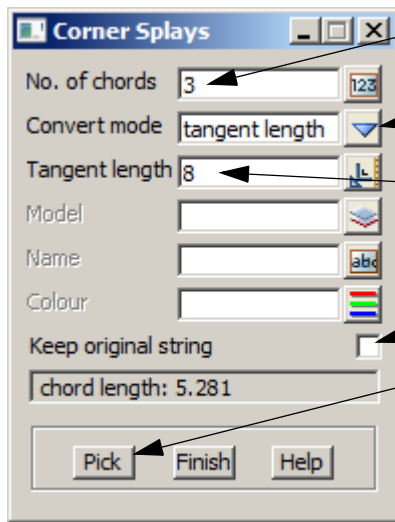 Corner Splays
No. of chords 3 123
Convert mode tangent length
Tangent length 8
Model
Name abc
Colour
Keep original string
chord length: 5.281
Pick Finish Help